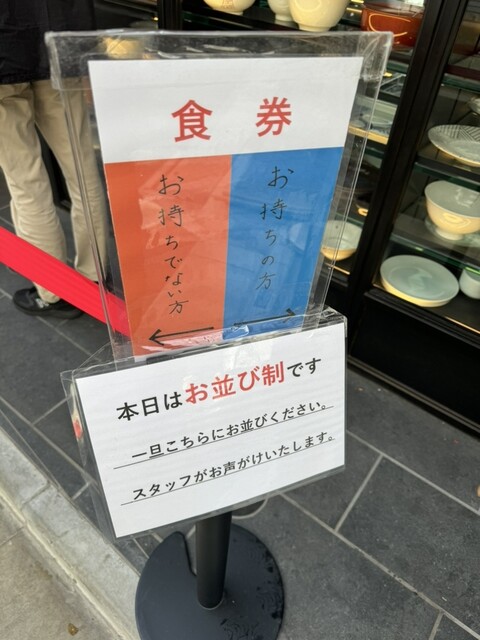 食券
お持ちの方
→
お持ちでない方
←
本日はお並び制です
一旦こちらにお並びください。
スタッフがお声がけいたします。